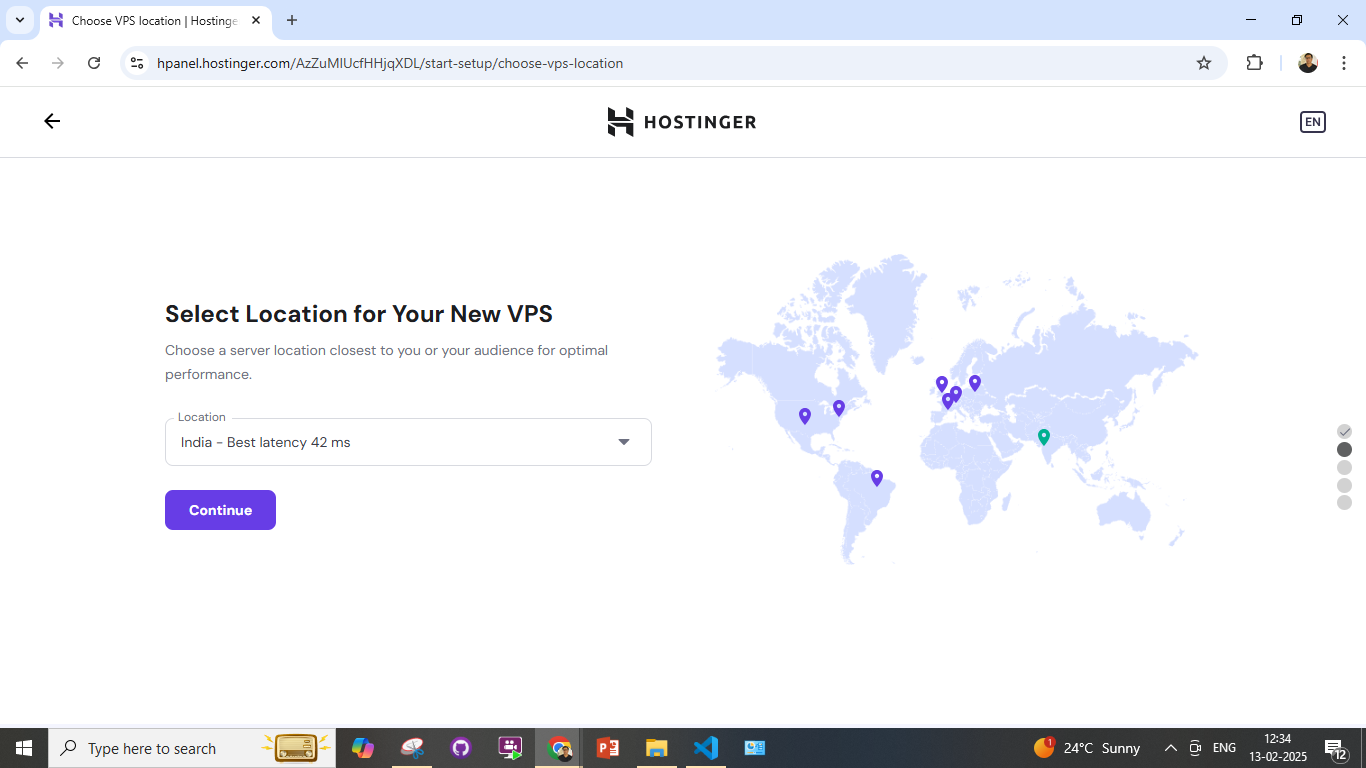 Choose VPS location | Hostinge
hpanel.hostinger.com/AzZuMIUcfHHjqXDL/start-setup/choose-vps-location
HOSTINGER
EN
Select Location for Your New VPS
Choose a server location closest to you or your audience for optimal
performance.
Location
India - Best latency 42 ms
Continue
Type here to search
1
24°C Sunny
ENG
12:34
13-02-2025
12